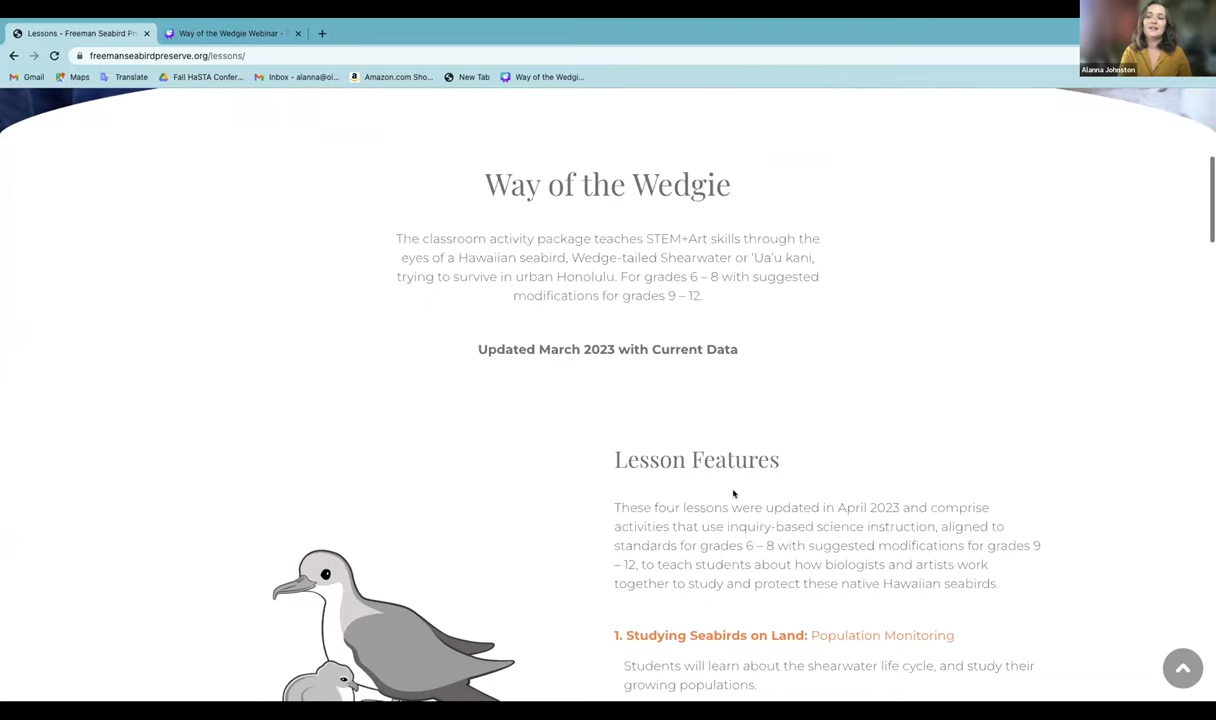 Lessons - Freeman Seabird Pr
Way of the Wedgie Webinar -
freemanseabirdpreserve.org/lessons/
Gmail
Maps
Translate
Fall HaSTA Confer...
Inbox - alanna@oi...
Amazon.com Sho...
New Tab
Way of the Wedgi...
Alanna Johnston
Way of the Wedgie
The classroom activity package teaches STEM+Art skills through the
eyes of a Hawaiian seabird, Wedge-tailed Shearwater or ‘Ua’u kani,
trying to survive in urban Honolulu. For grades 6 – 8 with suggested
modifications for grades 9 – 12.
Updated March 2023 with Current Data
Lesson Features
These four lessons were updated in April 2023 and comprise
activities that use inquiry-based science instruction, aligned to
standards for grades 6 – 8 with suggested modifications for grades 9
– 12, to teach students about how biologists and artists work
together to study and protect these native Hawaiian seabirds.
1. Studying Seabirds on Land: Population Monitoring
Students will learn about the shearwater life cycle, and study their
growing populations.